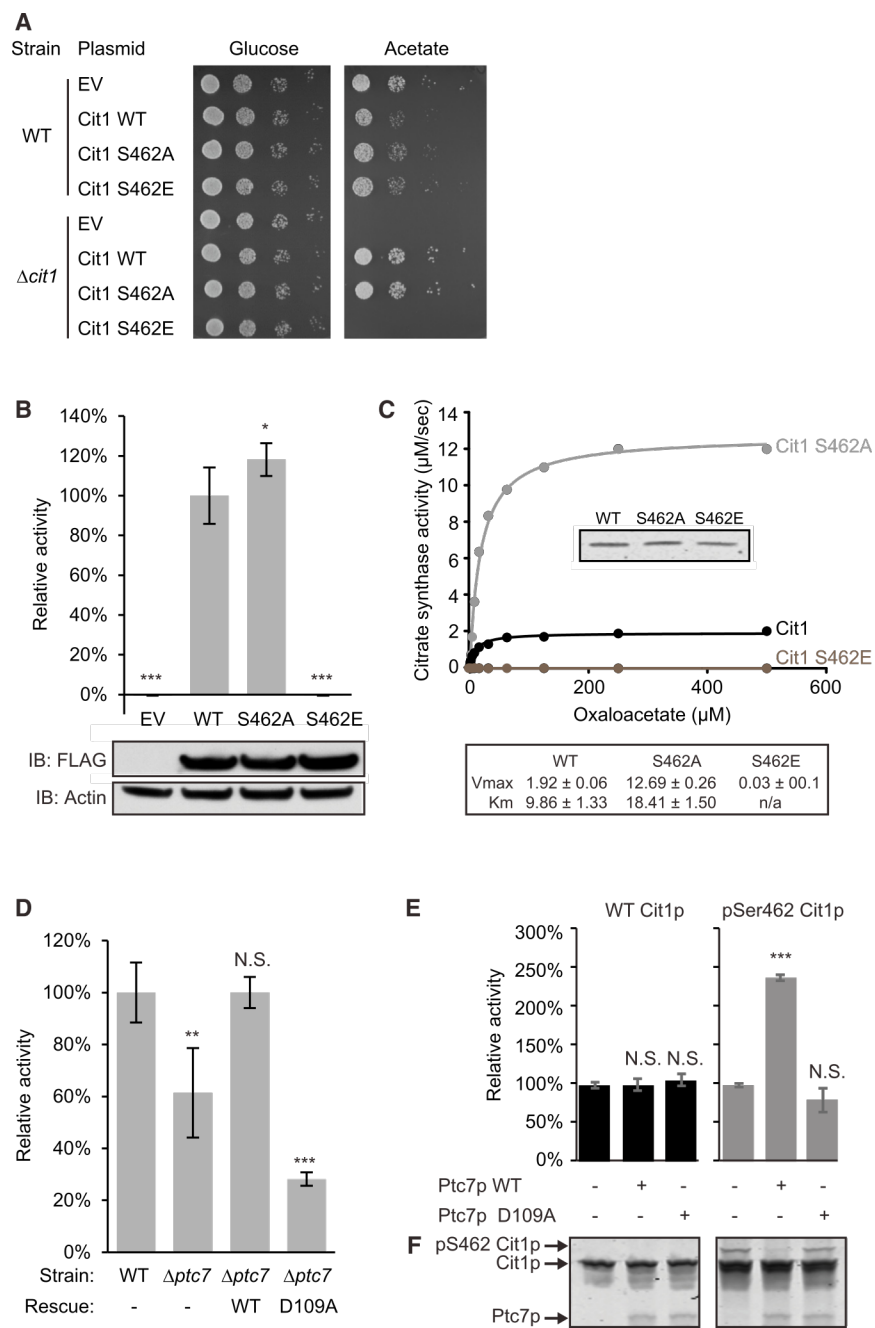 A
Strain Plasmid Glucose Acetate
EV
Cit1 WT
WT
Cit1 S462A
Cit1 S462E
EV
Cit1 WT
Δcit1
Cit1 S462A
Cit1 S462E
B
140%
120%
100%
80%
60%
40%
20%
0%
Relative activity
*
***
***
EV WT S462A S462E
IB: FLAG
IB: Actin
C
14
12
10
8
6
4
2
0
Citrate synthase activity (µM/sec)
Cit1 S462A
WT S462A S462E
Cit1
Cit1 S462E
0 200 400 600
Oxaloacetate (µM)
WT S462A S462E
Vmax 1.92 ± 0.06 12.69 ± 0.26 0.03 ± 00.1
Km 9.86 ± 1.33 18.41 ± 1.50 n/a
D
120%
100%
80%
60%
40%
20%
0%
Relative activity
**
N.S.
***
Strain: WT Δptc7 Δptc7 Δptc7
Rescue: - - WT D109A
E
WT Cit1p pSer462 Cit1p
300%
250%
200%
150%
100%
50%
0%
Relative activity
N.S. N.S.
***
N.S.
Ptc7p WT - + - - + -
Ptc7p D109A - - + - - +
F
pS462 Cit1p
Cit1p
Ptc7p